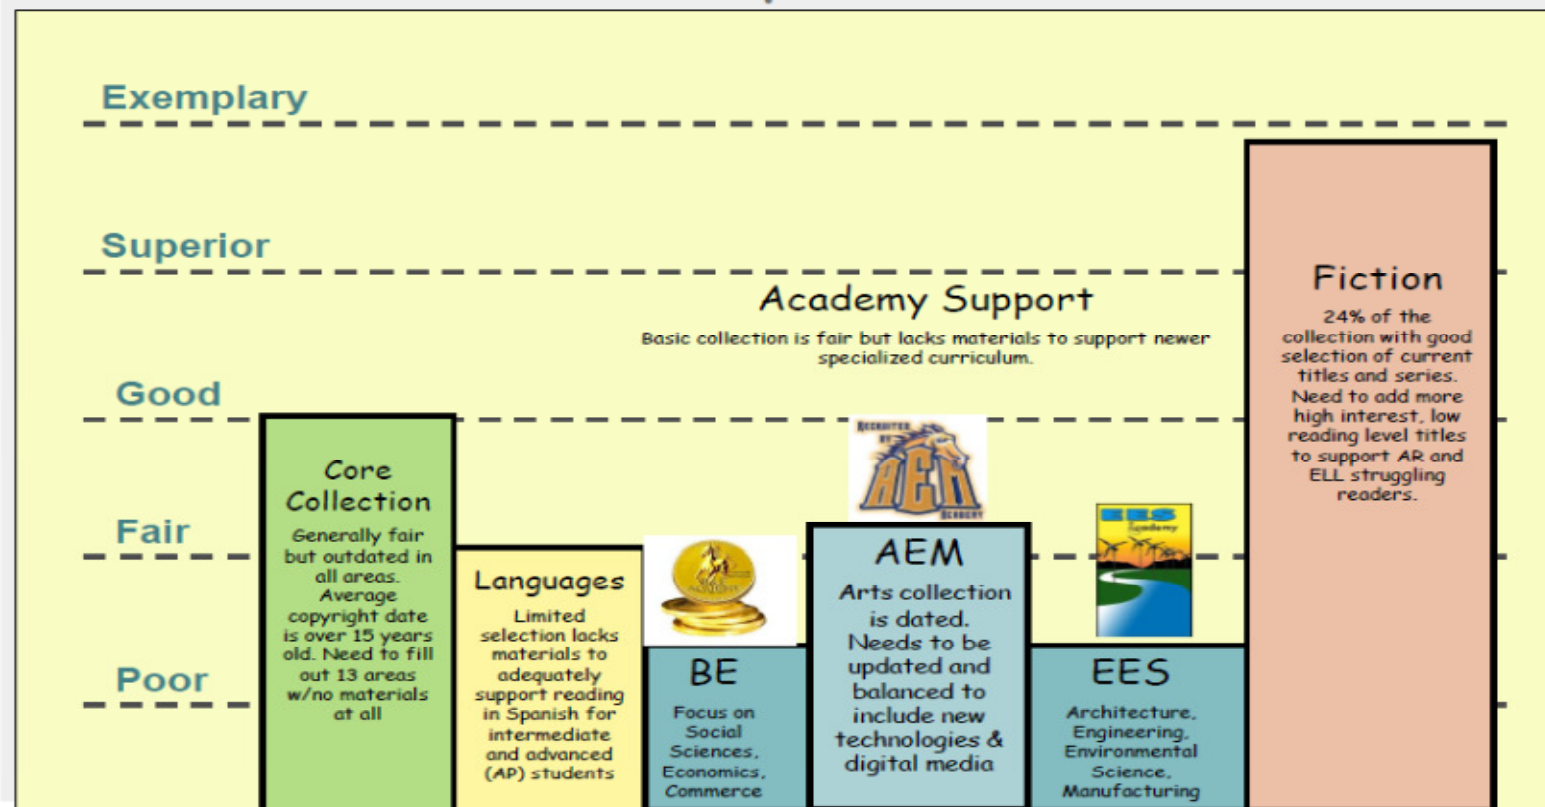 Exemplary
Superior
Academy Support
Basic collection is fair but lacks materials to support newer
specialized curriculum.
Good
Fair
Poor
Core
Collection
Generally fair
but outdated in
all areas.
Average
copyright date
is over 15 years
old. Need to fill
out 13 areas
w/no materials
at all
Languages
Limited
selection lacks
materials to
adequately
support reading
in Spanish for
intermediate
and advanced
(AP) students
BE
Focus on
Social
Sciences,
Economics,
Commerce
RECRUITED
BY
AEM
ACADEMY
AEM
Arts collection
is dated.
Needs to be
updated and
balanced to
include new
technologies &
digital media
EES
Academy
EES
Architecture,
Engineering,
Environmental
Science,
Manufacturing
Fiction
24% of the
collection with good
selection of current
titles and series.
Need to add more
high interest, low
reading level titles
to support AR and
ELL struggling
readers.